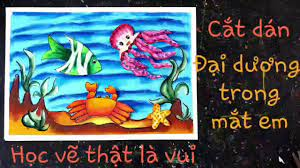 Cắt dán
Đại dương
trong
mắt em
Học vẽ thật là vui